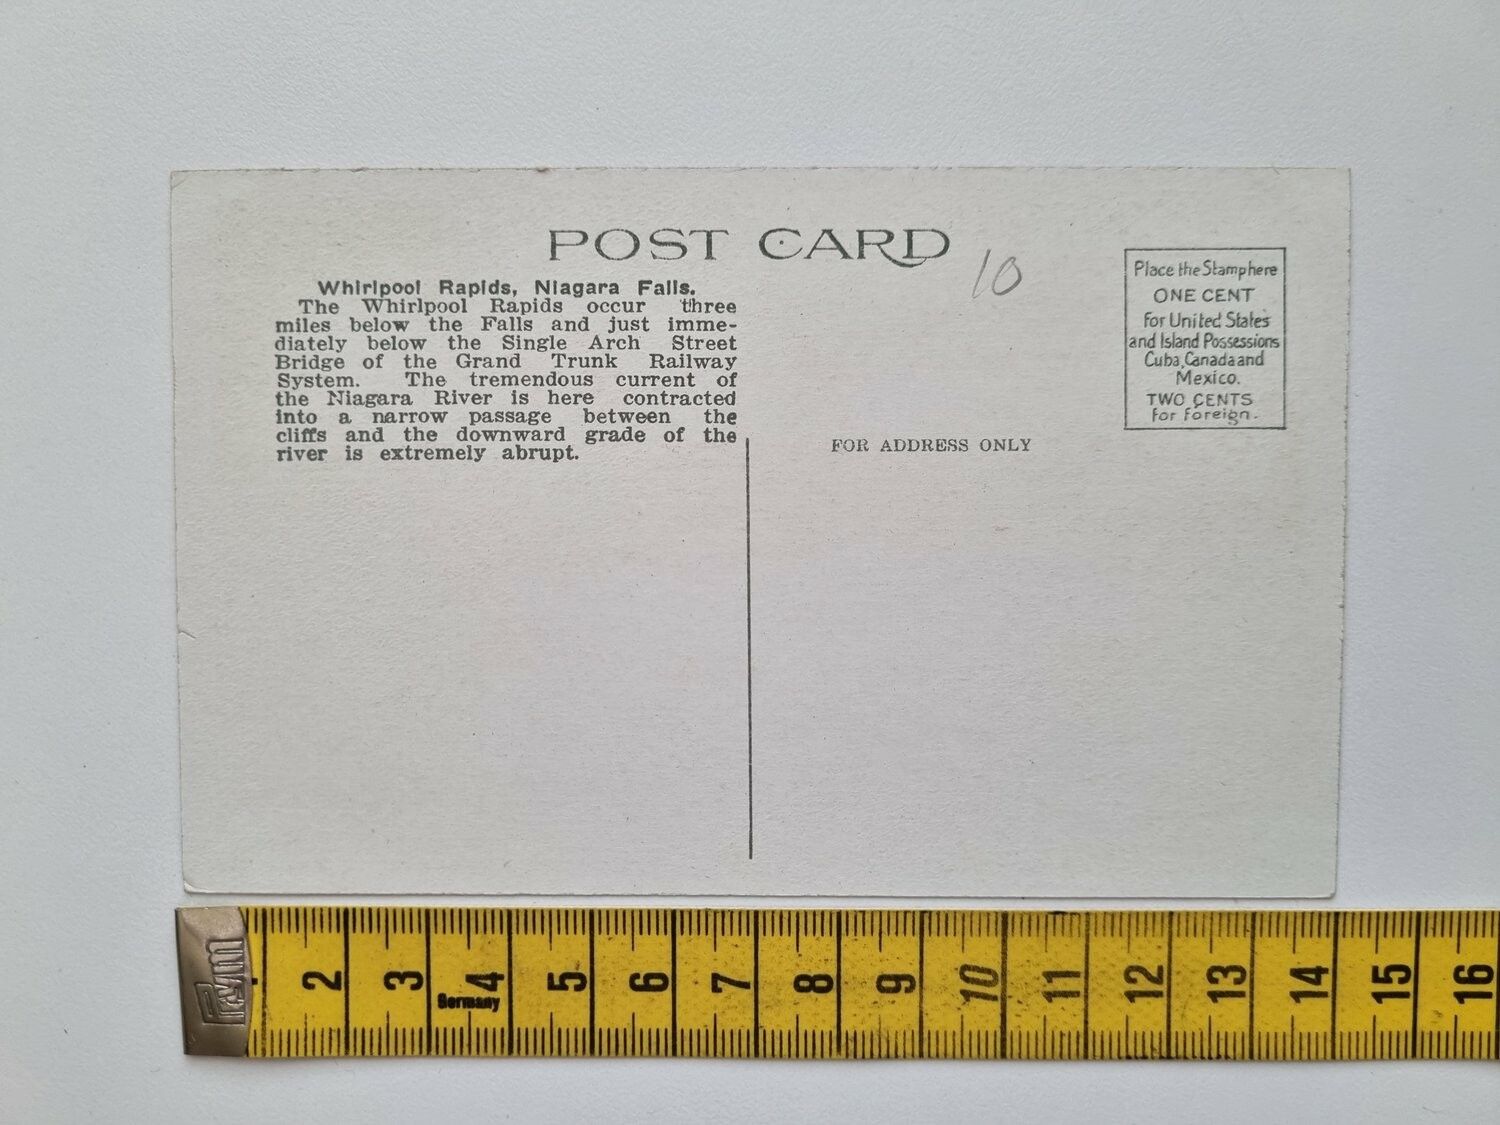 POST CARD
10
Whirlpool Rapids, Niagara Falls.
The Whirlpool Rapids occur three
miles below the Falls and just imme-
diately below the Single Arch Street
Bridge of the Grand Trunk Railway
System. The tremendous current of
the Niagara River is here contracted
into a narrow passage between the
cliffs and the downward grade of the
river is extremely abrupt.
Place the Stamp here
ONE CENT
for United States
and Island Possessions
Cuba, Canada and
Mexico.
TWO CENTS
for Foreign.
FOR ADDRESS ONLY
Prym
2 3 4 5 6 7 8 9 10 11 12 13 14 15 16
Germany